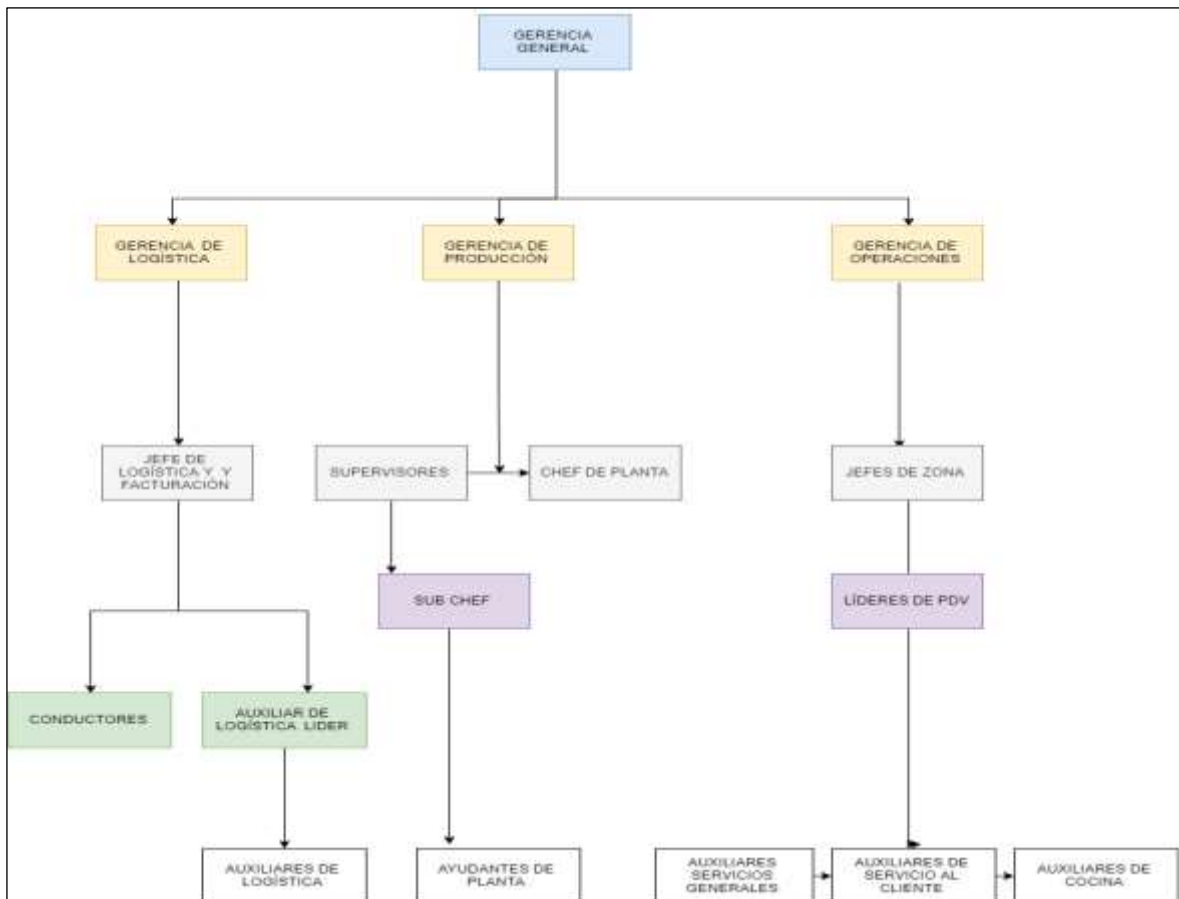 GERENCIA
GENERAL
GERENCIA DE
LOGÍSTICA
GERENCIA DE
PRODUCCIÓN
GERENCIA DE
OPERACIONES
JEFE DE
LOGÍSTICA Y Y
FACTURACIÓN
SUPERVISORES
CHEF DE PLANTA
JEFES DE ZONA
SUB CHEF
LÍDERES DE PDV
CONDUCTORES
AUXILIAR DE
LOGÍSTICA LIDER
AUXILIARES DE
LOGÍSTICA
AYUDANTES DE
PLANTA
AUXILIARES
SERVICIOS
GENERALES
AUXILIARES DE
SERVICIO AL
CLIENTE
AUXILIARES DE
COCINA